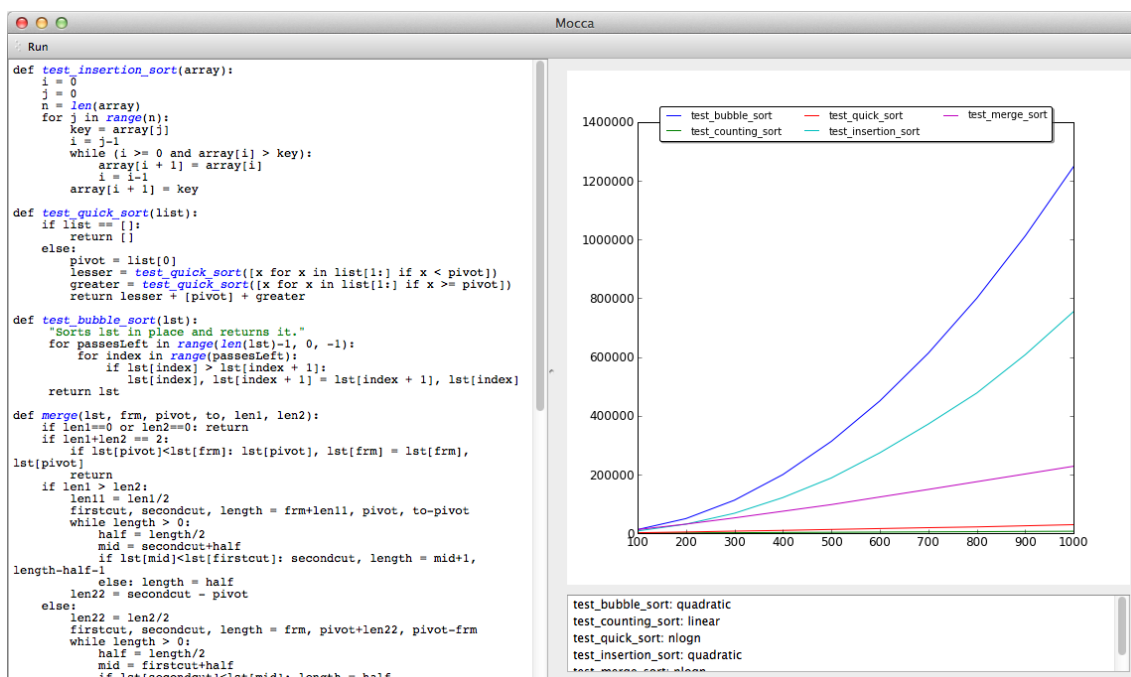 Mocca
Run
def test_insertion_sort(array):
    i = 0
    j = 0
    n = len(array)
    for j in range(n):
        key = array[j]
        i = j-1
        while (i >= 0 and array[i] > key):
            array[i + 1] = array[i]
            i = i-1
        array[i + 1] = key
def test_quick_sort(list):
    if list == []:
        return []
    else:
        pivot = list[0]
        lesser = test_quick_sort([x for x in list[1:] if x < pivot])
        greater = test_quick_sort([x for x in list[1:] if x >= pivot])
        return lesser + [pivot] + greater
def test_bubble_sort(lst):
     "Sorts lst in place and returns it."
     for passesLeft in range(len(lst)-1, 0, -1):
         for index in range(passesLeft):
             if lst[index] > lst[index + 1]:
                lst[index], lst[index + 1] = lst[index + 1], lst[index]
     return lst
def merge(lst, frm, pivot, to, len1, len2):
    if len1==0 or len2==0: return
    if len1+len2 == 2:
        if lst[pivot]<lst[frm]: lst[pivot], lst[frm] = lst[frm],
lst[pivot]
        return
    if len1 > len2:
        len11 = len1/2
        firstcut, secondcut, length = frm+len11, pivot, to-pivot
        while length > 0:
            half = length/2
            mid = secondcut+half
            if lst[mid]<lst[firstcut]: secondcut, length = mid+1,
length-half-1
            else: length = half
        len22 = secondcut - pivot
    else:
        len22 = len2/2
        firstcut, secondcut, length = frm, pivot+len22, pivot-frm
        while length > 0:
            half = length/2
            mid = firstcut+half
            if lst[secondcut]<lst[mid]: length = half
test_bubble_sort test_quick_sort test_merge_sort
test_counting_sort test_insertion_sort
1400000
1200000
1000000
800000
600000
400000
200000
0
100 200 300 400 500 600 700 800 900 1000
test_bubble_sort: quadratic
test_counting_sort: linear
test_quick_sort: nlogn
test_insertion_sort: quadratic
test_merge_sort: nlogn